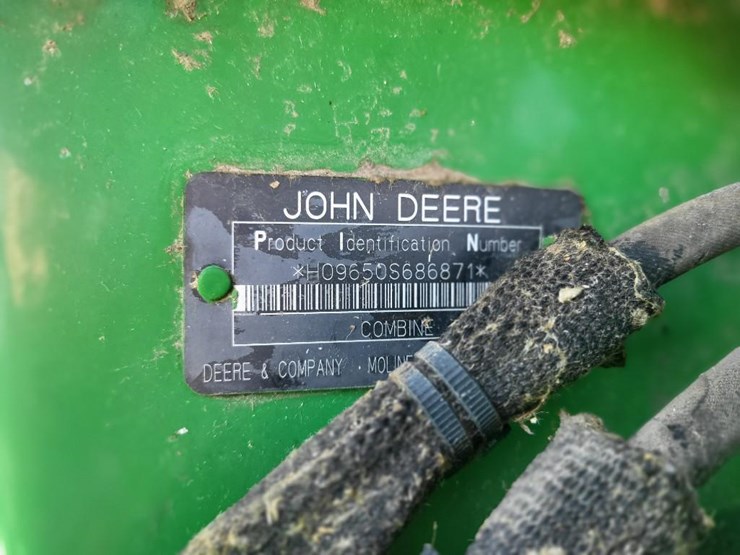 JOHN DEERE
Product Identification Number
*H09650S686871*
COMBINE
DEERE & COMPANY · MOLINE